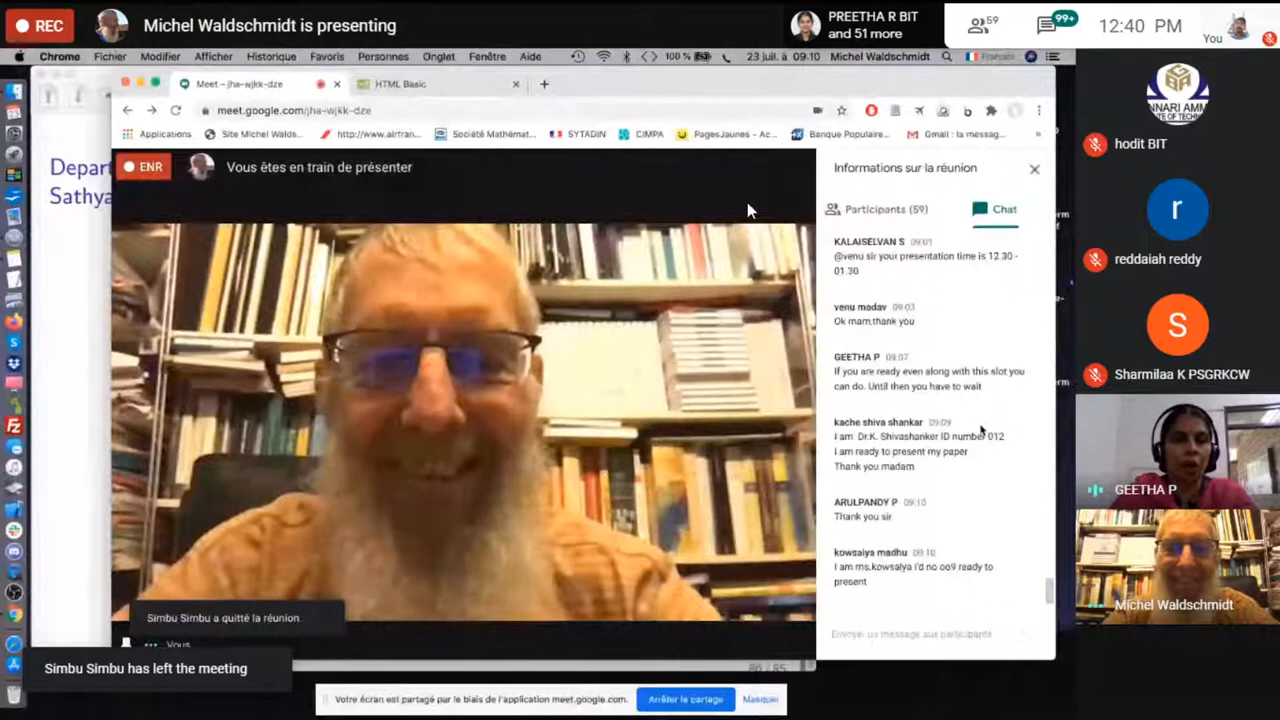 REC
Michel Waldschmidt is presenting
PREETHA R BIT
and 51 more
59
99+
12:40 PM
You
Chrome Fichier Modifier Afficher Historique Favoris Personnes Onglet Fenêtre Aide 100 % 23 juil. à 09:10 Michel Waldschmidt Français
Meet – jha-wjkk-dze
HTML Basic
meet.google.com/jha-wjkk-dze
Applications Site Michel Walds... http://www.airfran... Société Mathémat... SYTADIN CIMPA PagesJaunes - Ac... Banque Populaire... Gmail : la messag...
Depart
Sathya
ENR
Vous êtes en train de présenter
Informations sur la réunion
Participants (59)
Chat
KALAISELVAN S 09:01
@venu sir your presentation time is 12.30 -
01.30
venu madav 09:03
Ok mam,thank you
GEETHA P 09:07
If you are ready even along with this slot you
can do. Until then you have to wait
kache shiva shankar 09:09
I am Dr.K. Shivashanker ID number 012
I am ready to present my paper
Thank you madam
ARULPANDY P 09:10
Thank you sir
kowsalya madhu 09:10
I am ms.kowsalya i'd no oo9 ready to
present
Envoyer un message aux participants
Simbu Simbu a quitté la réunion
Vous
80 / 85
Simbu Simbu has left the meeting
Votre écran est partagé par le biais de l'application meet.google.com.
Arrêter le partage
Masquer
NNARI AMM
hodit BIT
r
reddaiah reddy
S
Sharmilaa K PSGRKCW
GEETHA P
Michel Waldschmidt